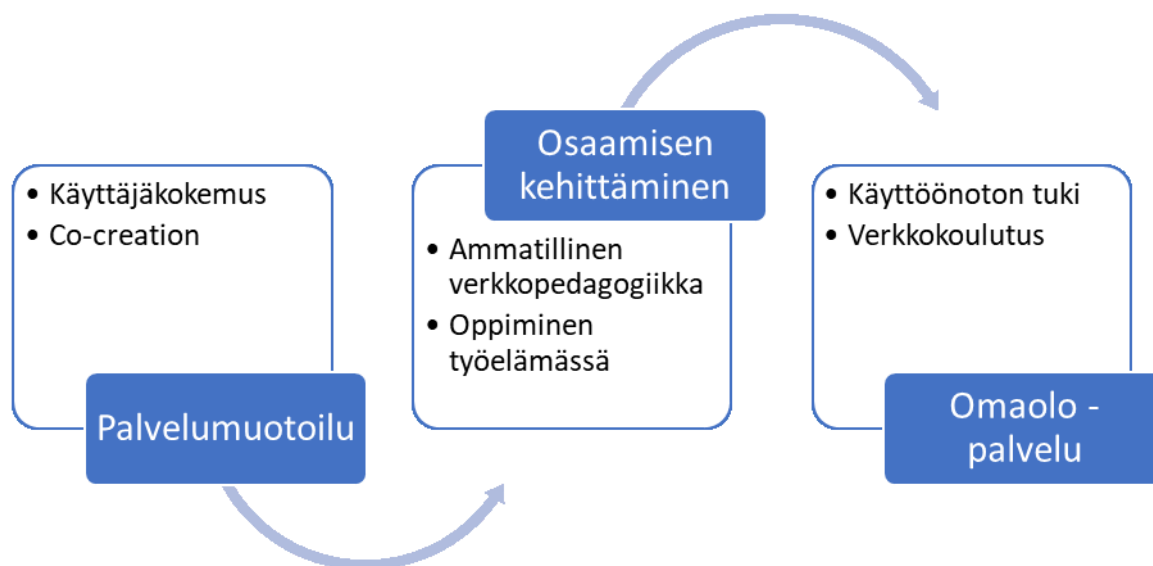 • Käyttäjäkokemus
• Co-creation
Palvelumuotoilu
Osaamisen
kehittäminen
• Ammatillinen
verkkopedagogiikka
• Oppiminen
työelämässä
• Käyttöönoton tuki
• Verkkokoulutus
Omaolo -
palvelu